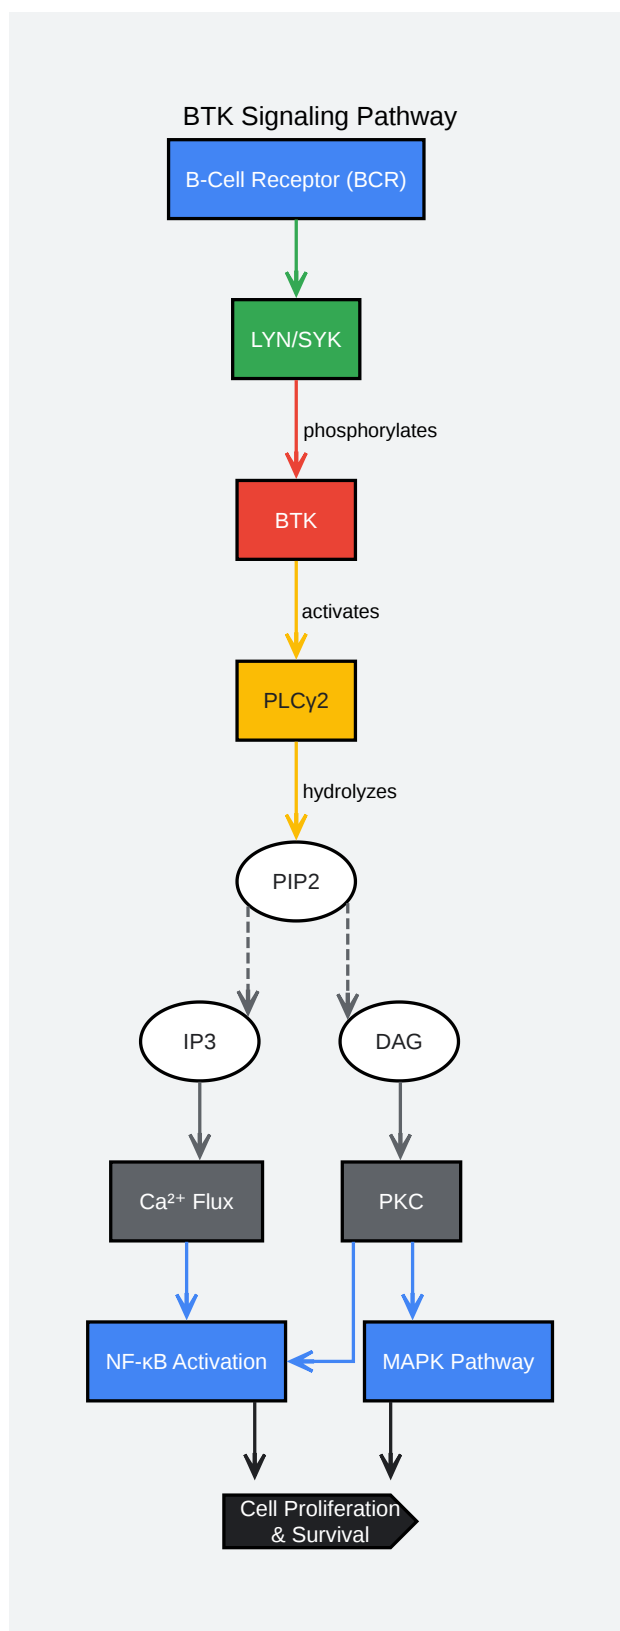 BTK Signaling Pathway
B-Cell Receptor (BCR)
LYN/SYK
phosphorylates
BTK
activates
PLCγ2
hydrolyzes
PIP2
IP3
DAG
Ca²⁺ Flux
PKC
NF-κB Activation
MAPK Pathway
Cell Proliferation
& Survival